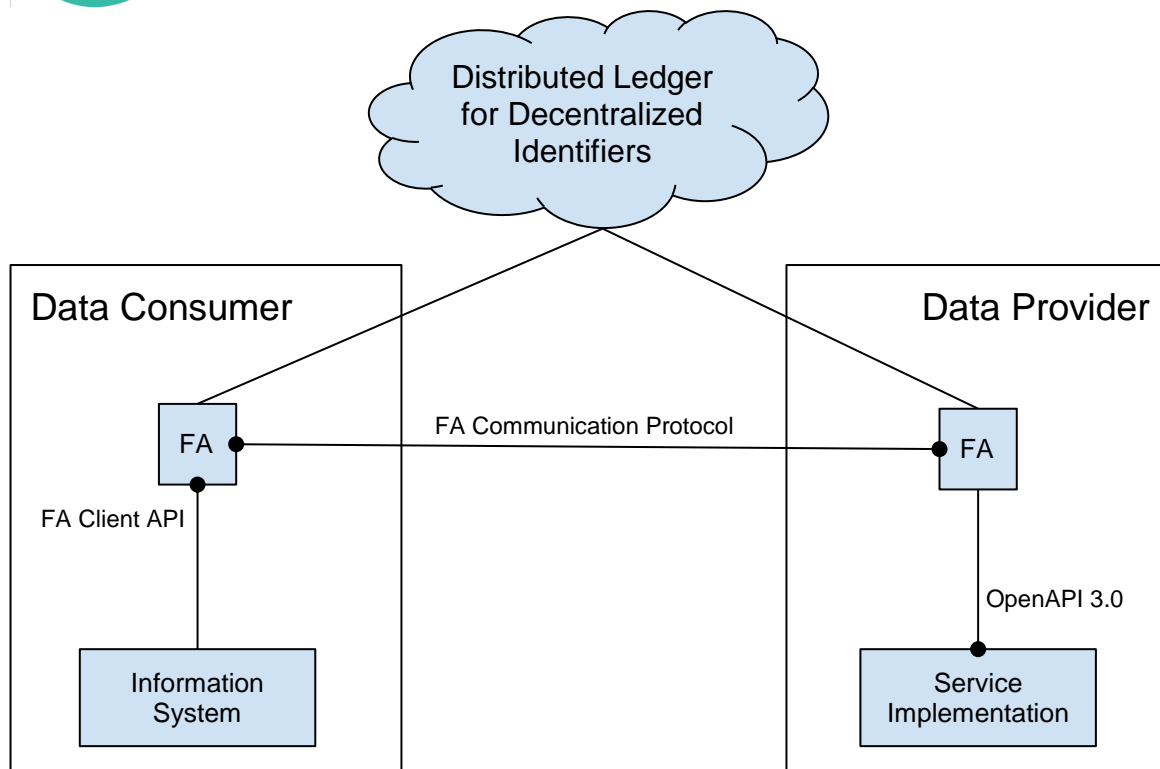 Distributed Ledger
for Decentralized
Identifiers
Data Consumer
Data Provider
FA
FA Communication Protocol
FA
FA Client API
OpenAPI 3.0
Information
System
Service
Implementation